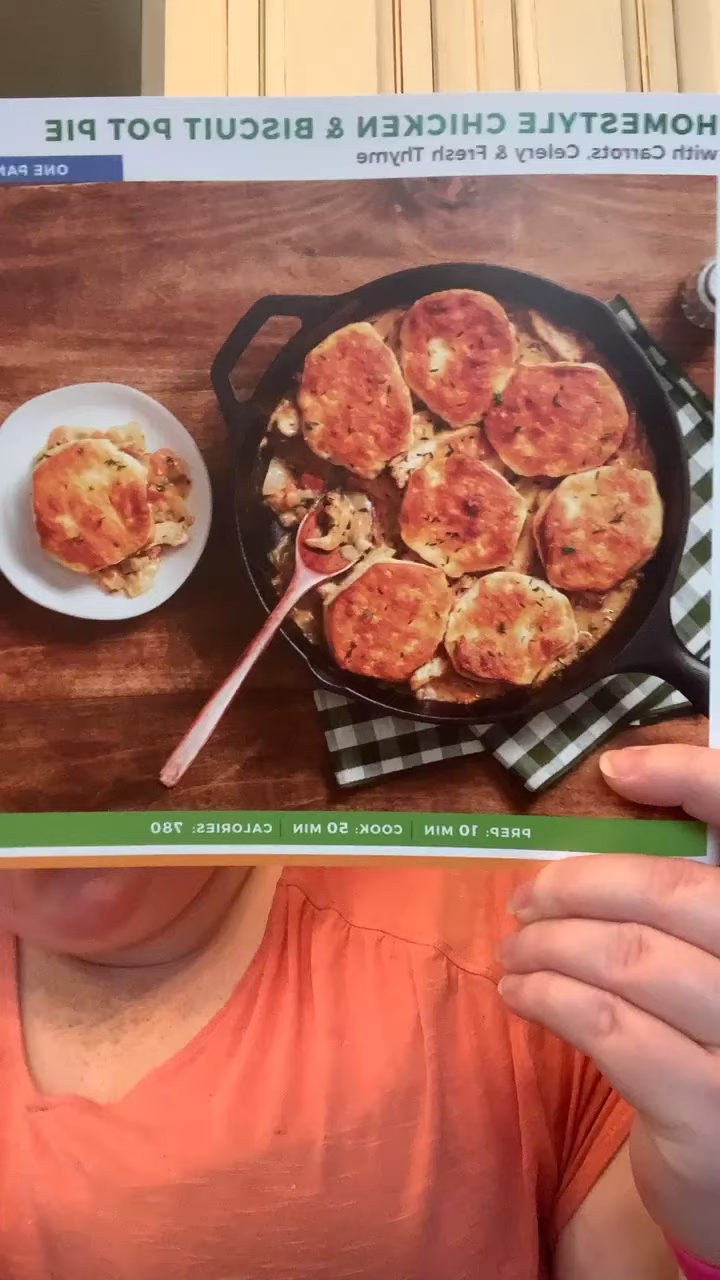 HOMESTYLE CHICKEN & BISCUIT POT PIE
with Carrots, Celery & Fresh Thyme
ONE PAN
PREP: 10 MIN | COOK: 50 MIN | CALORIES: 780